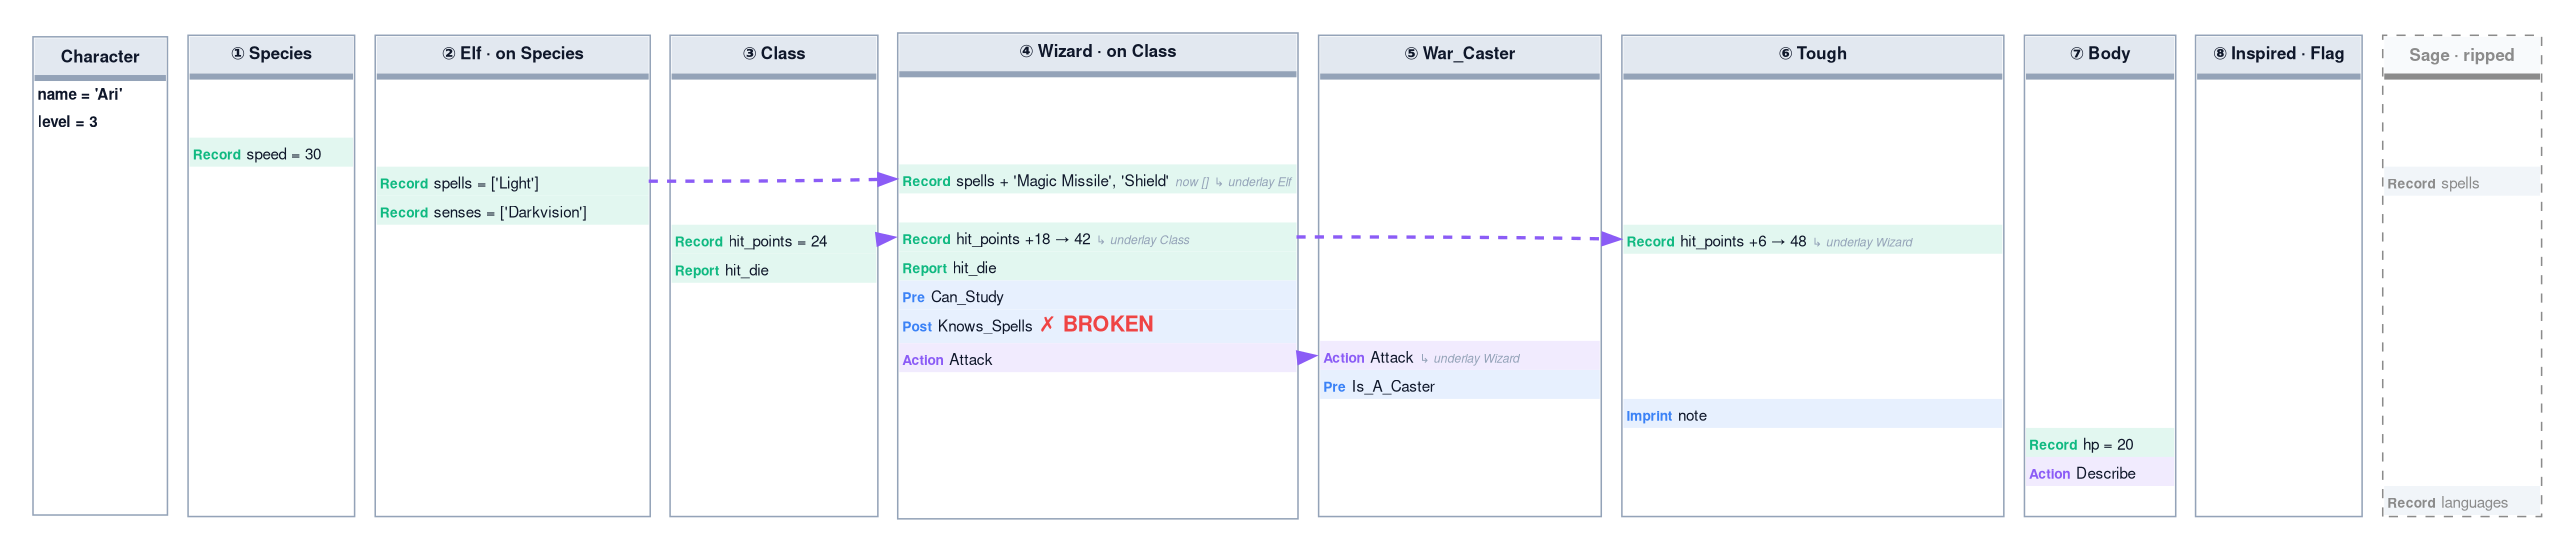 Character
name = 'Ari'
level = 3
① Species
Record speed = 30
② Elf · on Species
Record spells = ['Light']
Record senses = ['Darkvision']
③ Class
Record hit_points = 24
Report hit_die
④ Wizard · on Class
Record spells + 'Magic Missile', 'Shield' now [] ↳ underlay Elf
Record hit_points +18 → 42 ↳ underlay Class
Report hit_die
Pre Can_Study
Post Knows_Spells ✗ BROKEN
Action Attack
⑤ War_Caster
Action Attack ↳ underlay Wizard
Pre Is_A_Caster
⑥ Tough
Record hit_points +6 → 48 ↳ underlay Wizard
Imprint note
⑦ Body
Record hp = 20
Action Describe
⑧ Inspired · Flag
Sage · ripped
Record spells
Record languages